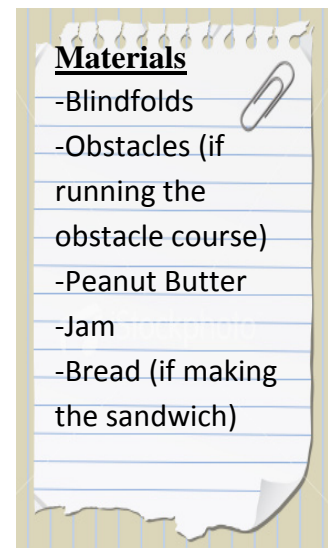 Materials
-Blindfolds
-Obstacles (if
running the
obstacle course)
-Peanut Butter
-Jam
-Bread (if making
the sandwich)